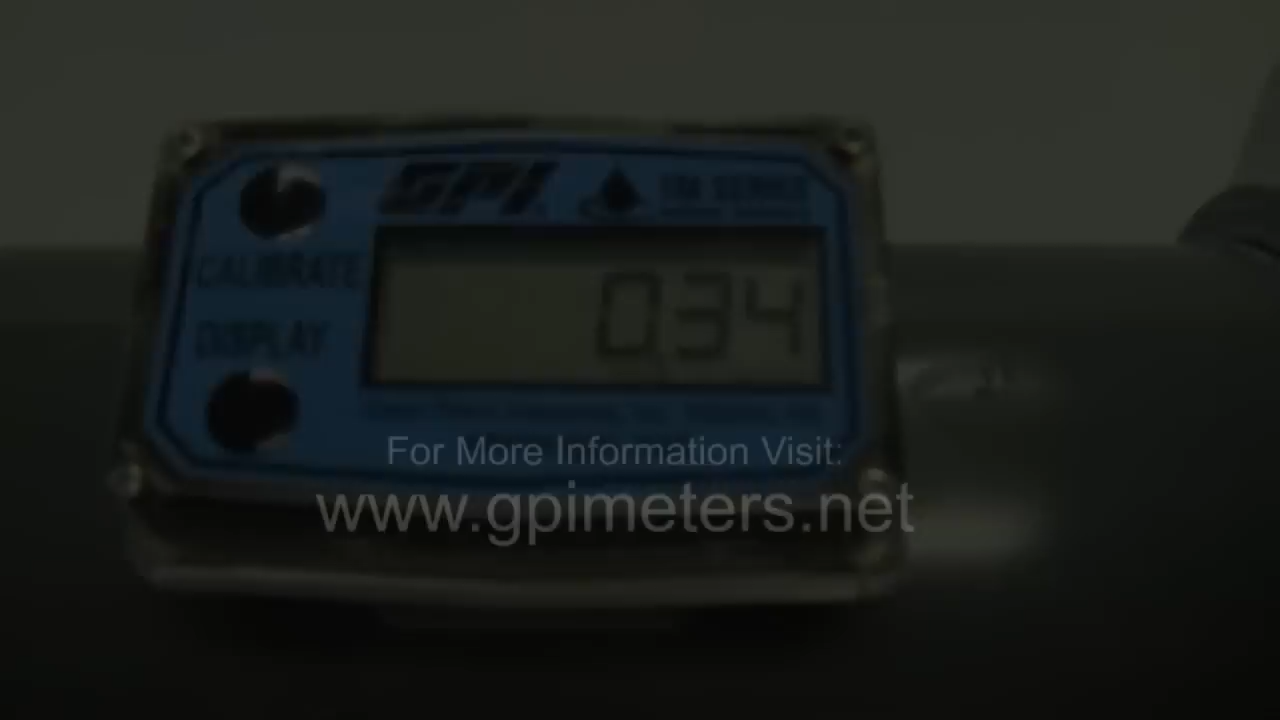 GPI
CALIBRATE
DISPLAY
034
For More Information Visit:
www.gpimeters.net